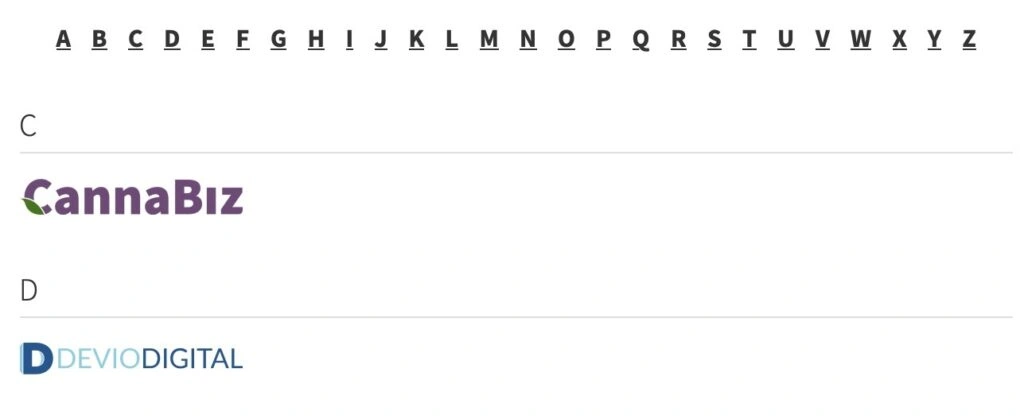 A B C D E F G H I J K L M N O P Q R S T U V W X Y Z
C
CannaBiz
D
D DEVIODIGITAL